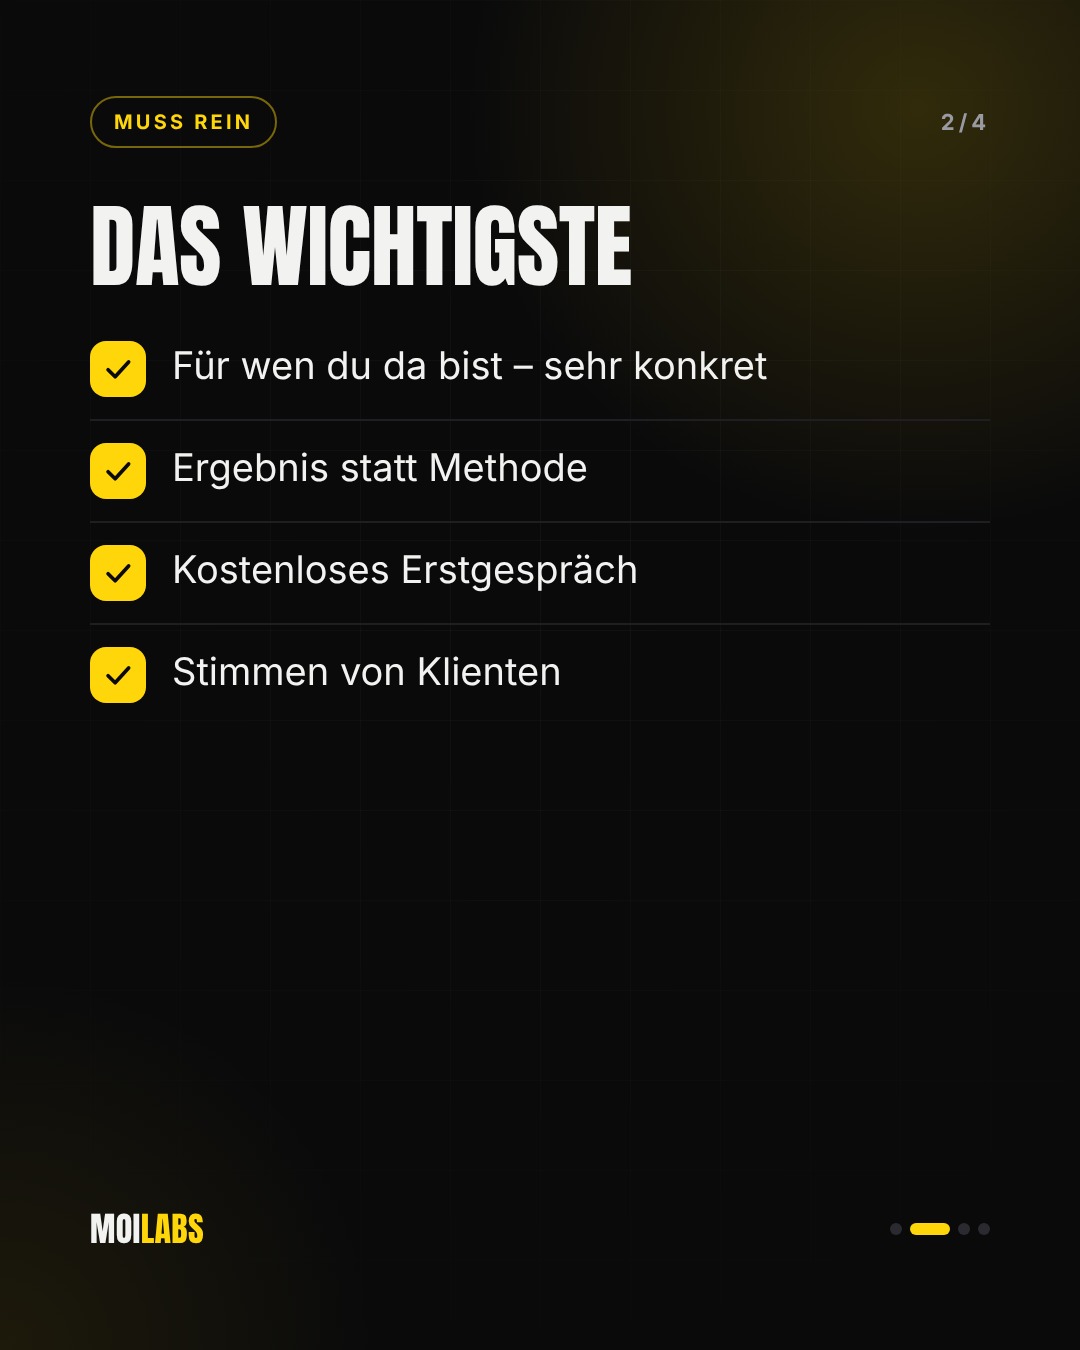 MUSS REIN
2/4
DAS WICHTIGSTE
Für wen du da bist – sehr konkret
Ergebnis statt Methode
Kostenloses Erstgespräch
Stimmen von Klienten
MOILABS